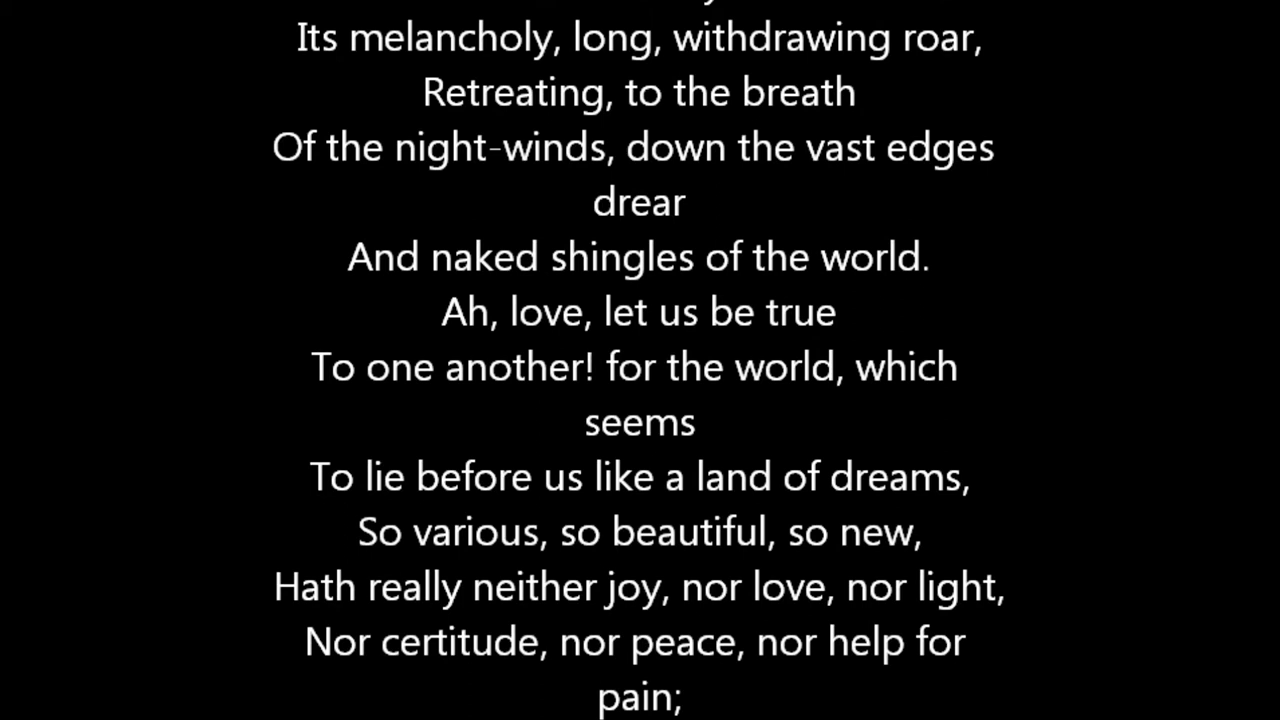 Its melancholy, long, withdrawing roar,
Retreating, to the breath
Of the night-winds, down the vast edges
drear
And naked shingles of the world.
Ah, love, let us be true
To one another! for the world, which
seems
To lie before us like a land of dreams,
So various, so beautiful, so new,
Hath really neither joy, nor love, nor light,
Nor certitude, nor peace, nor help for
pain;